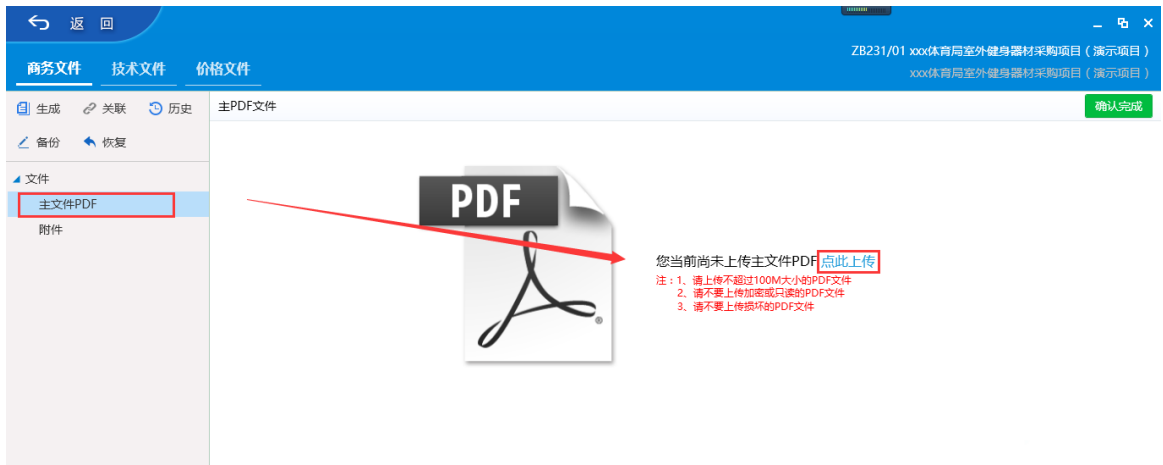 返 回
ZB231/01 xxx体育局室外健身器材采购项目 ( 演示项目 )
商务文件 技术文件 价格文件
xxx体育局室外健身器材采购项目 ( 演示项目 )
生成 关联 历史
主PDF文件
确认完成
备份 恢复
文件
主文件PDF
附件
PDF
您当前尚未上传主文件PDF 点此上传
注：1、请上传不超过100M大小的PDF文件
2、请不要上传加密或只读的PDF文件
3、请不要上传损坏的PDF文件